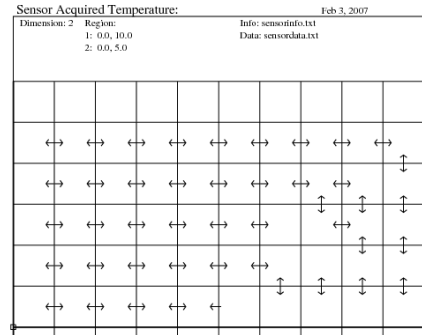 Sensor Acquired Temperature:
Feb 3, 2007
Dimension: 2 Region:
1: 0.0, 10.0
2: 0.0, 5.0
Info: sensorinfo.txt
Data: sensordata.txt